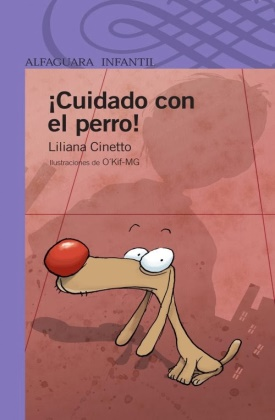 ALFAGUARA INFANTIL
¡Cuidado con
el perro!
Liliana Cinetto
Ilustraciones de O'Kif-MG